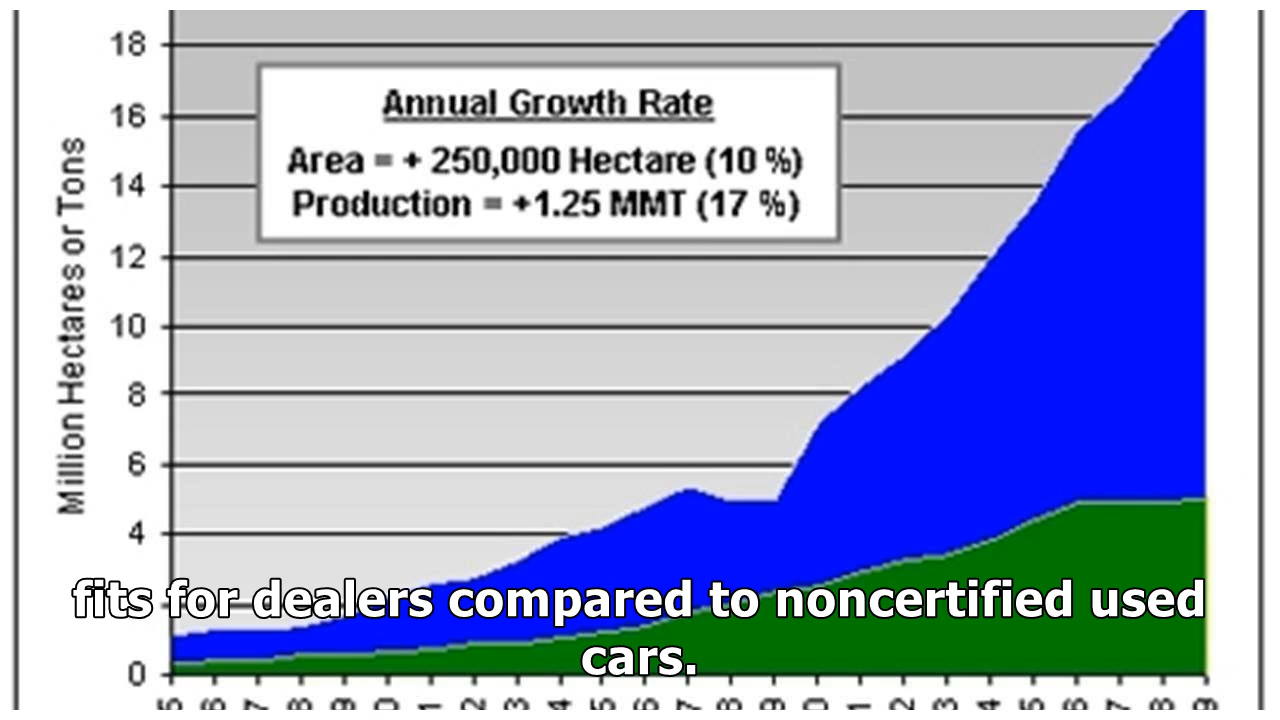 18
Annual Growth Rate
16
Area = + 250,000 Hectare (10 %)
14
Production = +1.25 MMT (17 %)
12
10
8
6
4
0
Million Hectares or Tons
fits for dealers compared to noncertified used
cars.